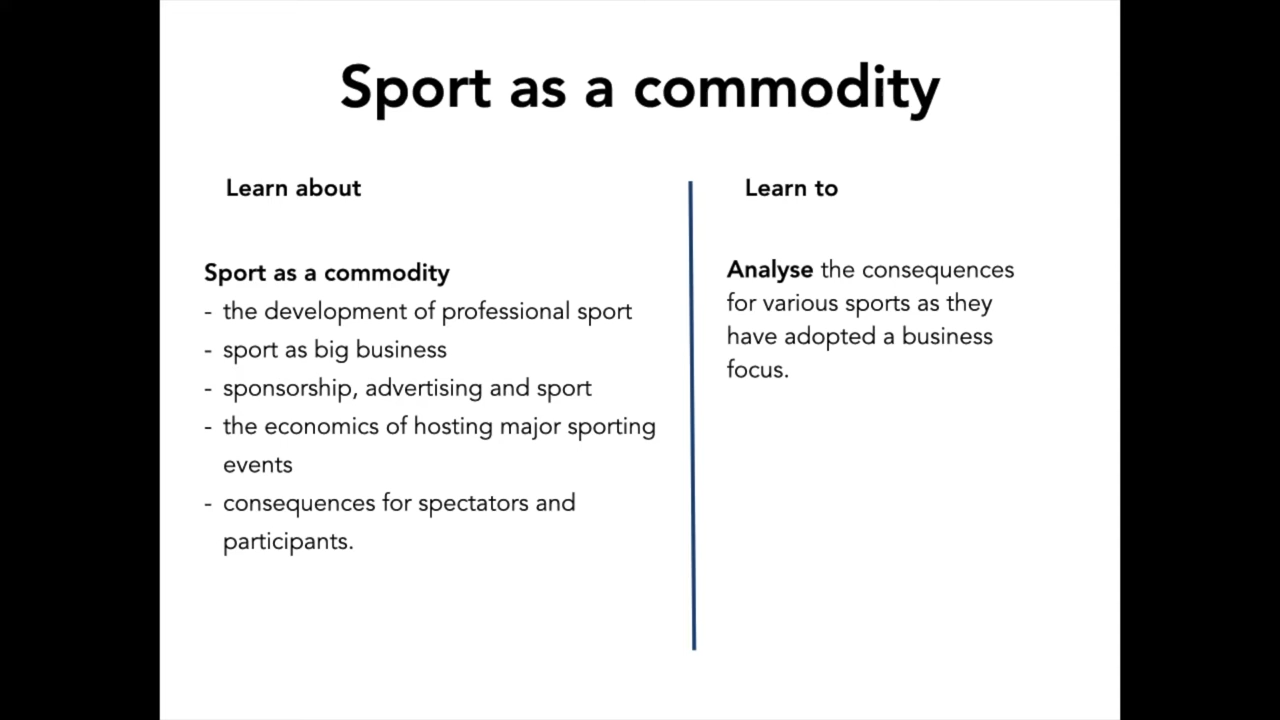 Sport as a commodity
Learn about
Sport as a commodity
- the development of professional sport
- sport as big business
- sponsorship, advertising and sport
- the economics of hosting major sporting
events
- consequences for spectators and
participants.
Learn to
Analyse the consequences
for various sports as they
have adopted a business
focus.